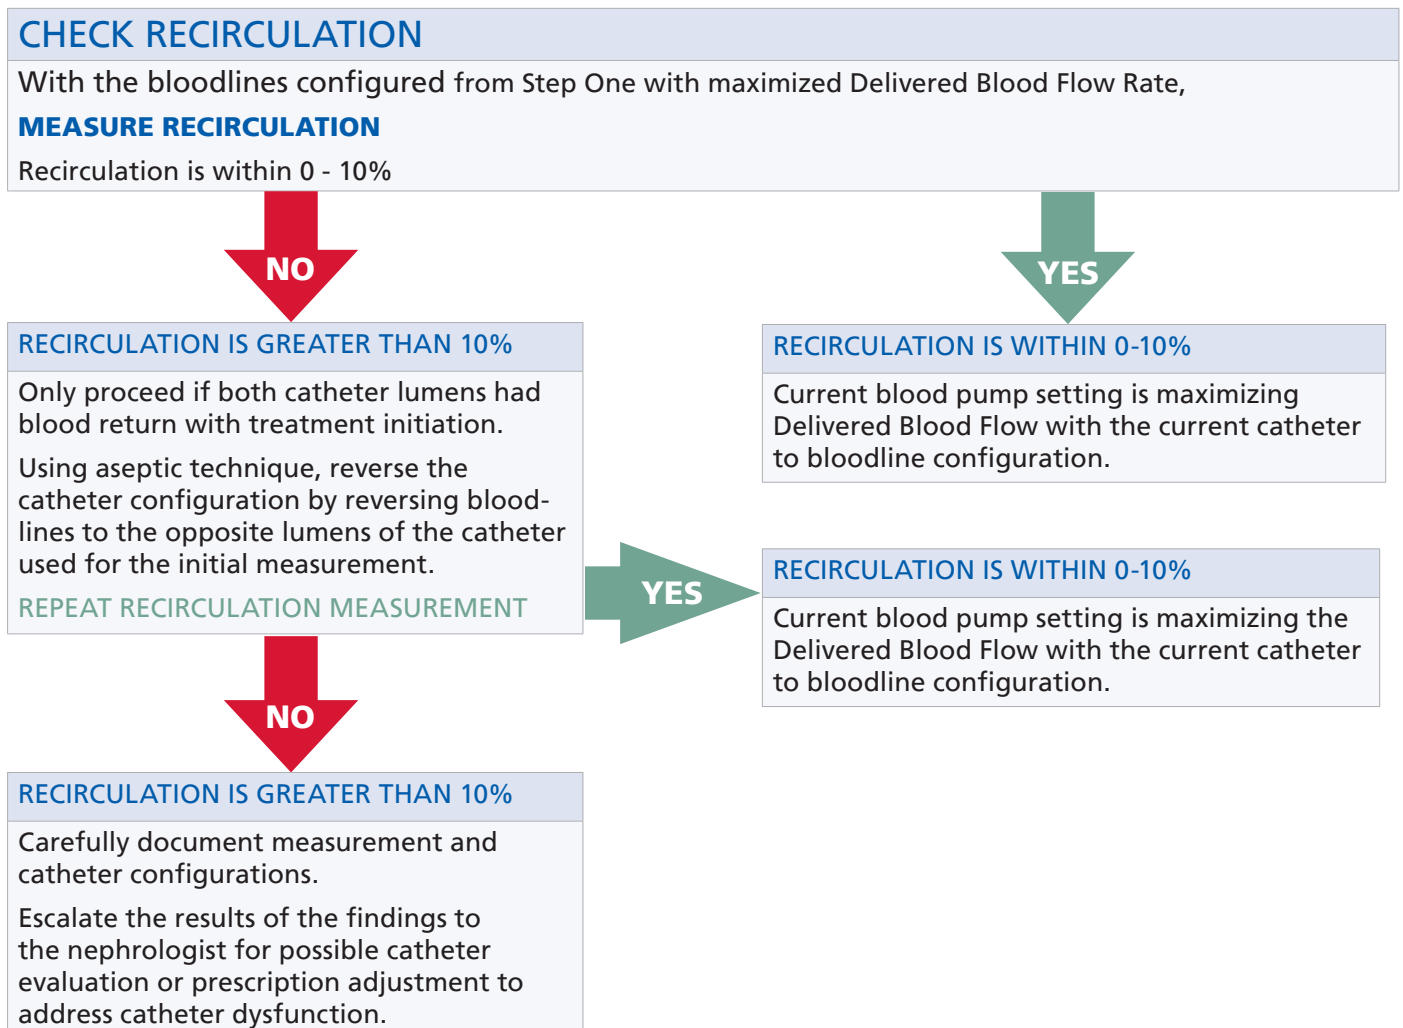 CHECK RECIRCULATION
With the bloodlines configured from Step One with maximized Delivered Blood Flow Rate,
MEASURE RECIRCULATION
Recirculation is within 0 - 10%
NO
YES
RECIRCULATION IS GREATER THAN 10%
Only proceed if both catheter lumens had
blood return with treatment initiation.
Using aseptic technique, reverse the
catheter configuration by reversing blood-
lines to the opposite lumens of the catheter
used for the initial measurement.
REPEAT RECIRCULATION MEASUREMENT
RECIRCULATION IS WITHIN 0-10%
Current blood pump setting is maximizing
Delivered Blood Flow with the current catheter
to bloodline configuration.
YES
RECIRCULATION IS WITHIN 0-10%
Current blood pump setting is maximizing the
Delivered Blood Flow with the current catheter
to bloodline configuration.
NO
RECIRCULATION IS GREATER THAN 10%
Carefully document measurement and
catheter configurations.
Escalate the results of the findings to
the nephrologist for possible catheter
evaluation or prescription adjustment to
address catheter dysfunction.